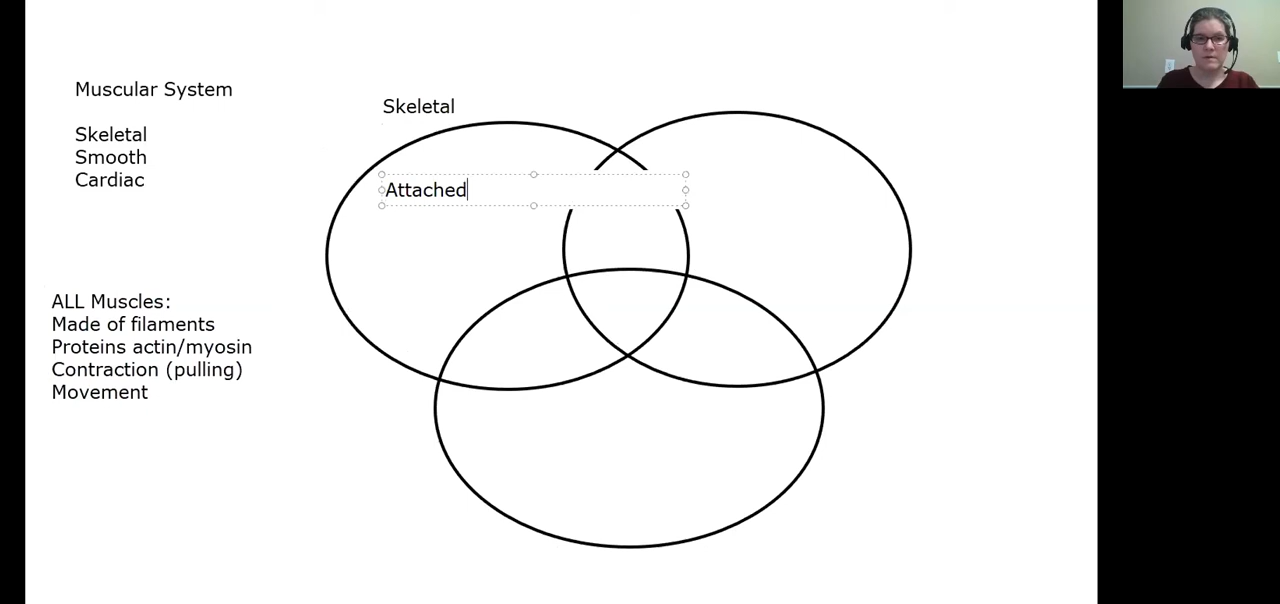 Muscular System
Skeletal
Smooth
Cardiac
ALL Muscles:
Made of filaments
Proteins actin/myosin
Contraction (pulling)
Movement
Skeletal
Attached